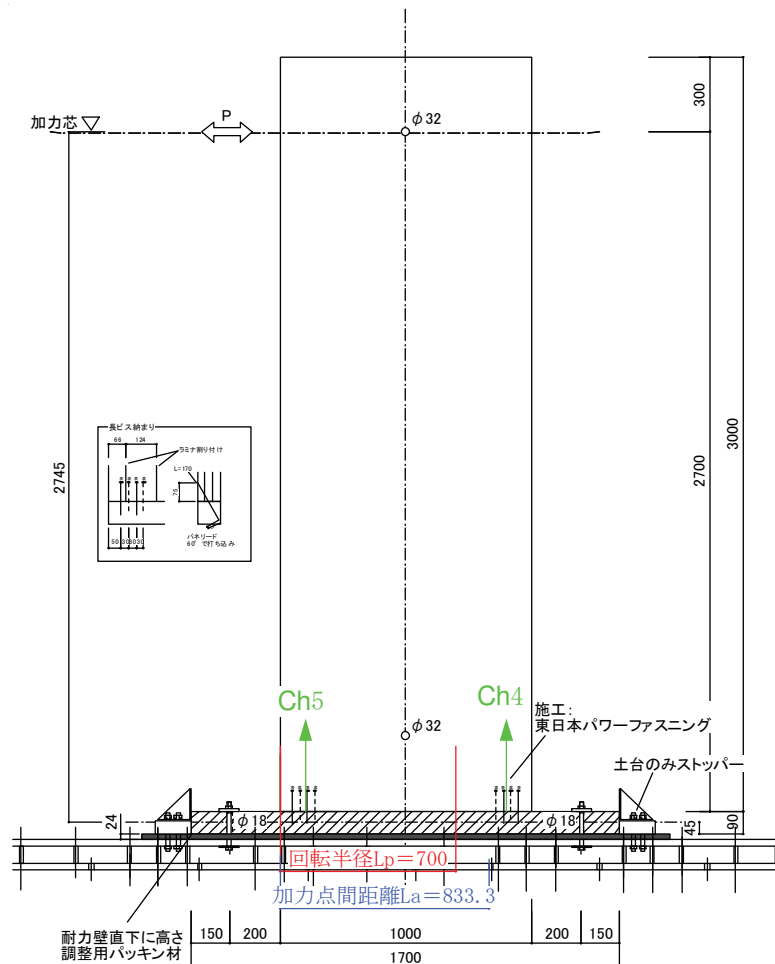 加力芯
P
φ32
300
2745
2700
3000
長ビス納まり
66
124
ラミナ割り付け
L=170
75
50
30
30
30
パネリード
60°で打ち込み
Ch5
Ch4
φ32
施工:
東日本パワーファスニング
土台のみストッパー
24
φ18
φ18
45
90
回転半径Lp=700
加力点間距離La=833.3
耐力壁直下に高さ
調整用パッキン材
150
200
1000
200
150
1700